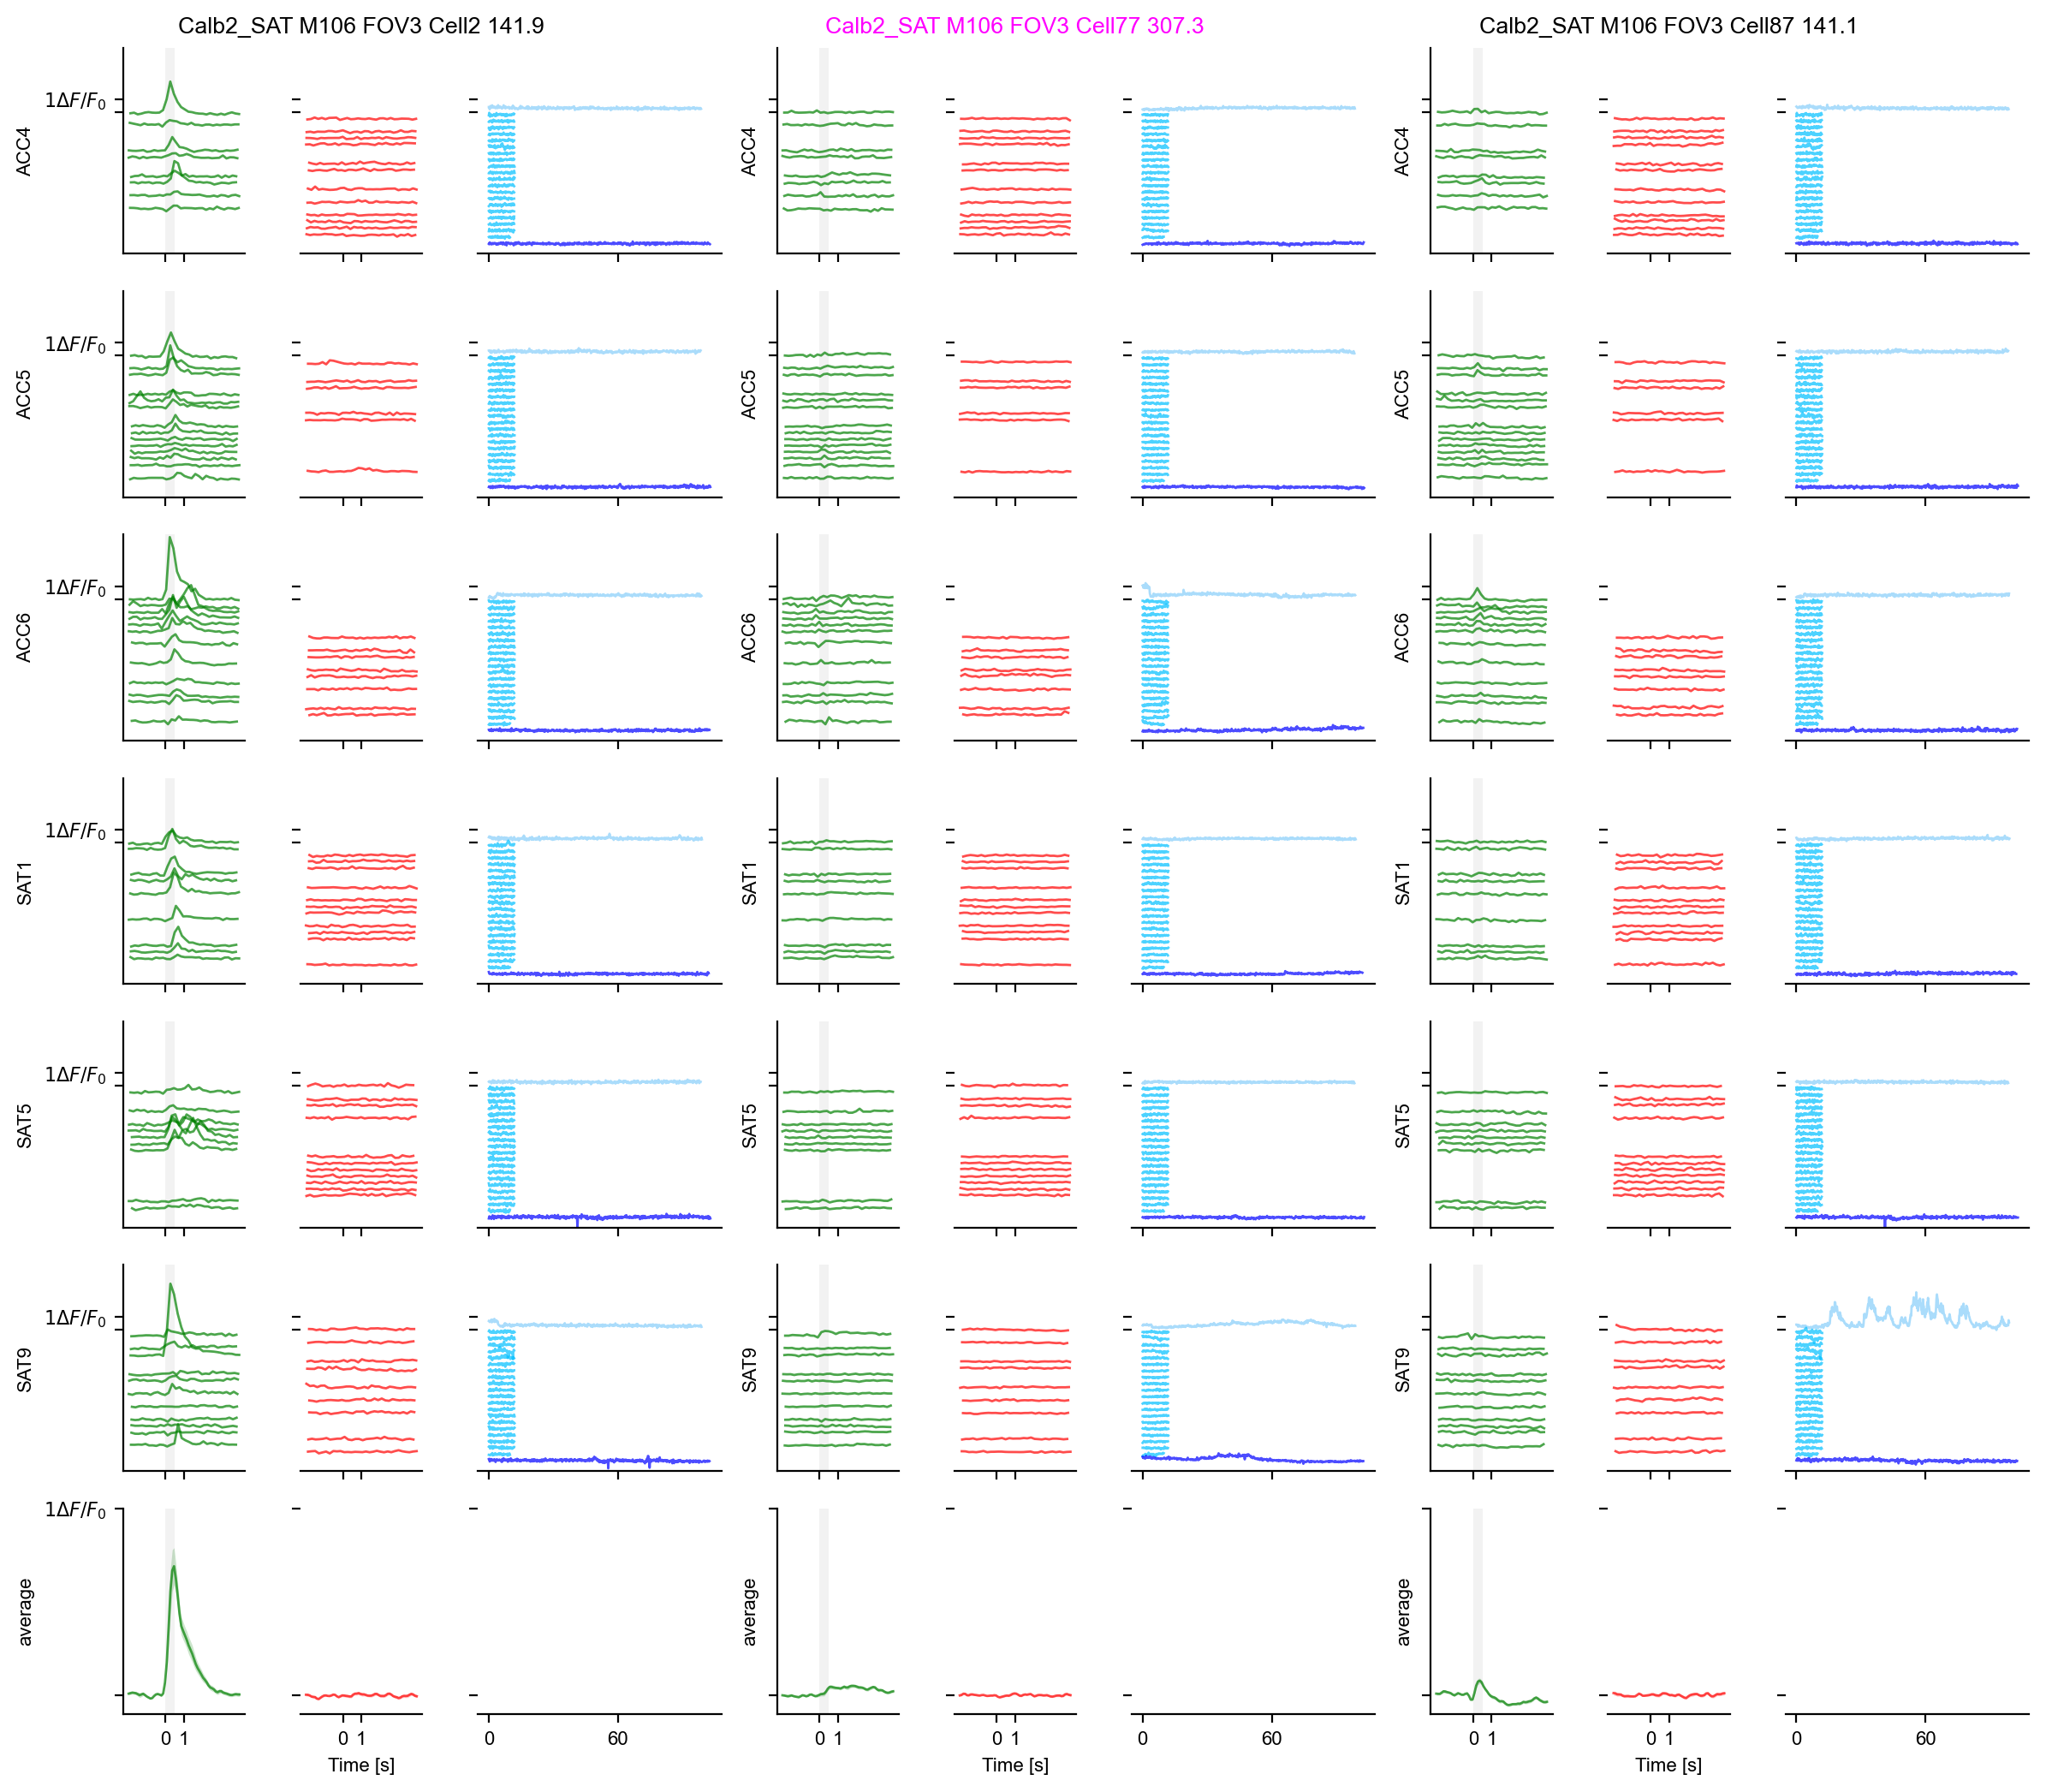 Calb2_SAT M106 FOV3 Cell2 141.9
Calb2_SAT M106 FOV3 Cell77 307.3
Calb2_SAT M106 FOV3 Cell87 141.1
1ΔF/F₀
ACC4
ACC4
ACC4
1ΔF/F₀
ACC5
ACC5
ACC5
1ΔF/F₀
ACC6
ACC6
ACC6
1ΔF/F₀
SAT1
SAT1
SAT1
1ΔF/F₀
SAT5
SAT5
SAT5
1ΔF/F₀
SAT9
SAT9
SAT9
1ΔF/F₀
average
average
average
0 1 0 1 0 60 0 1 0 1 0 60 0 1 0 1 0 60
Time [s] Time [s] Time [s]